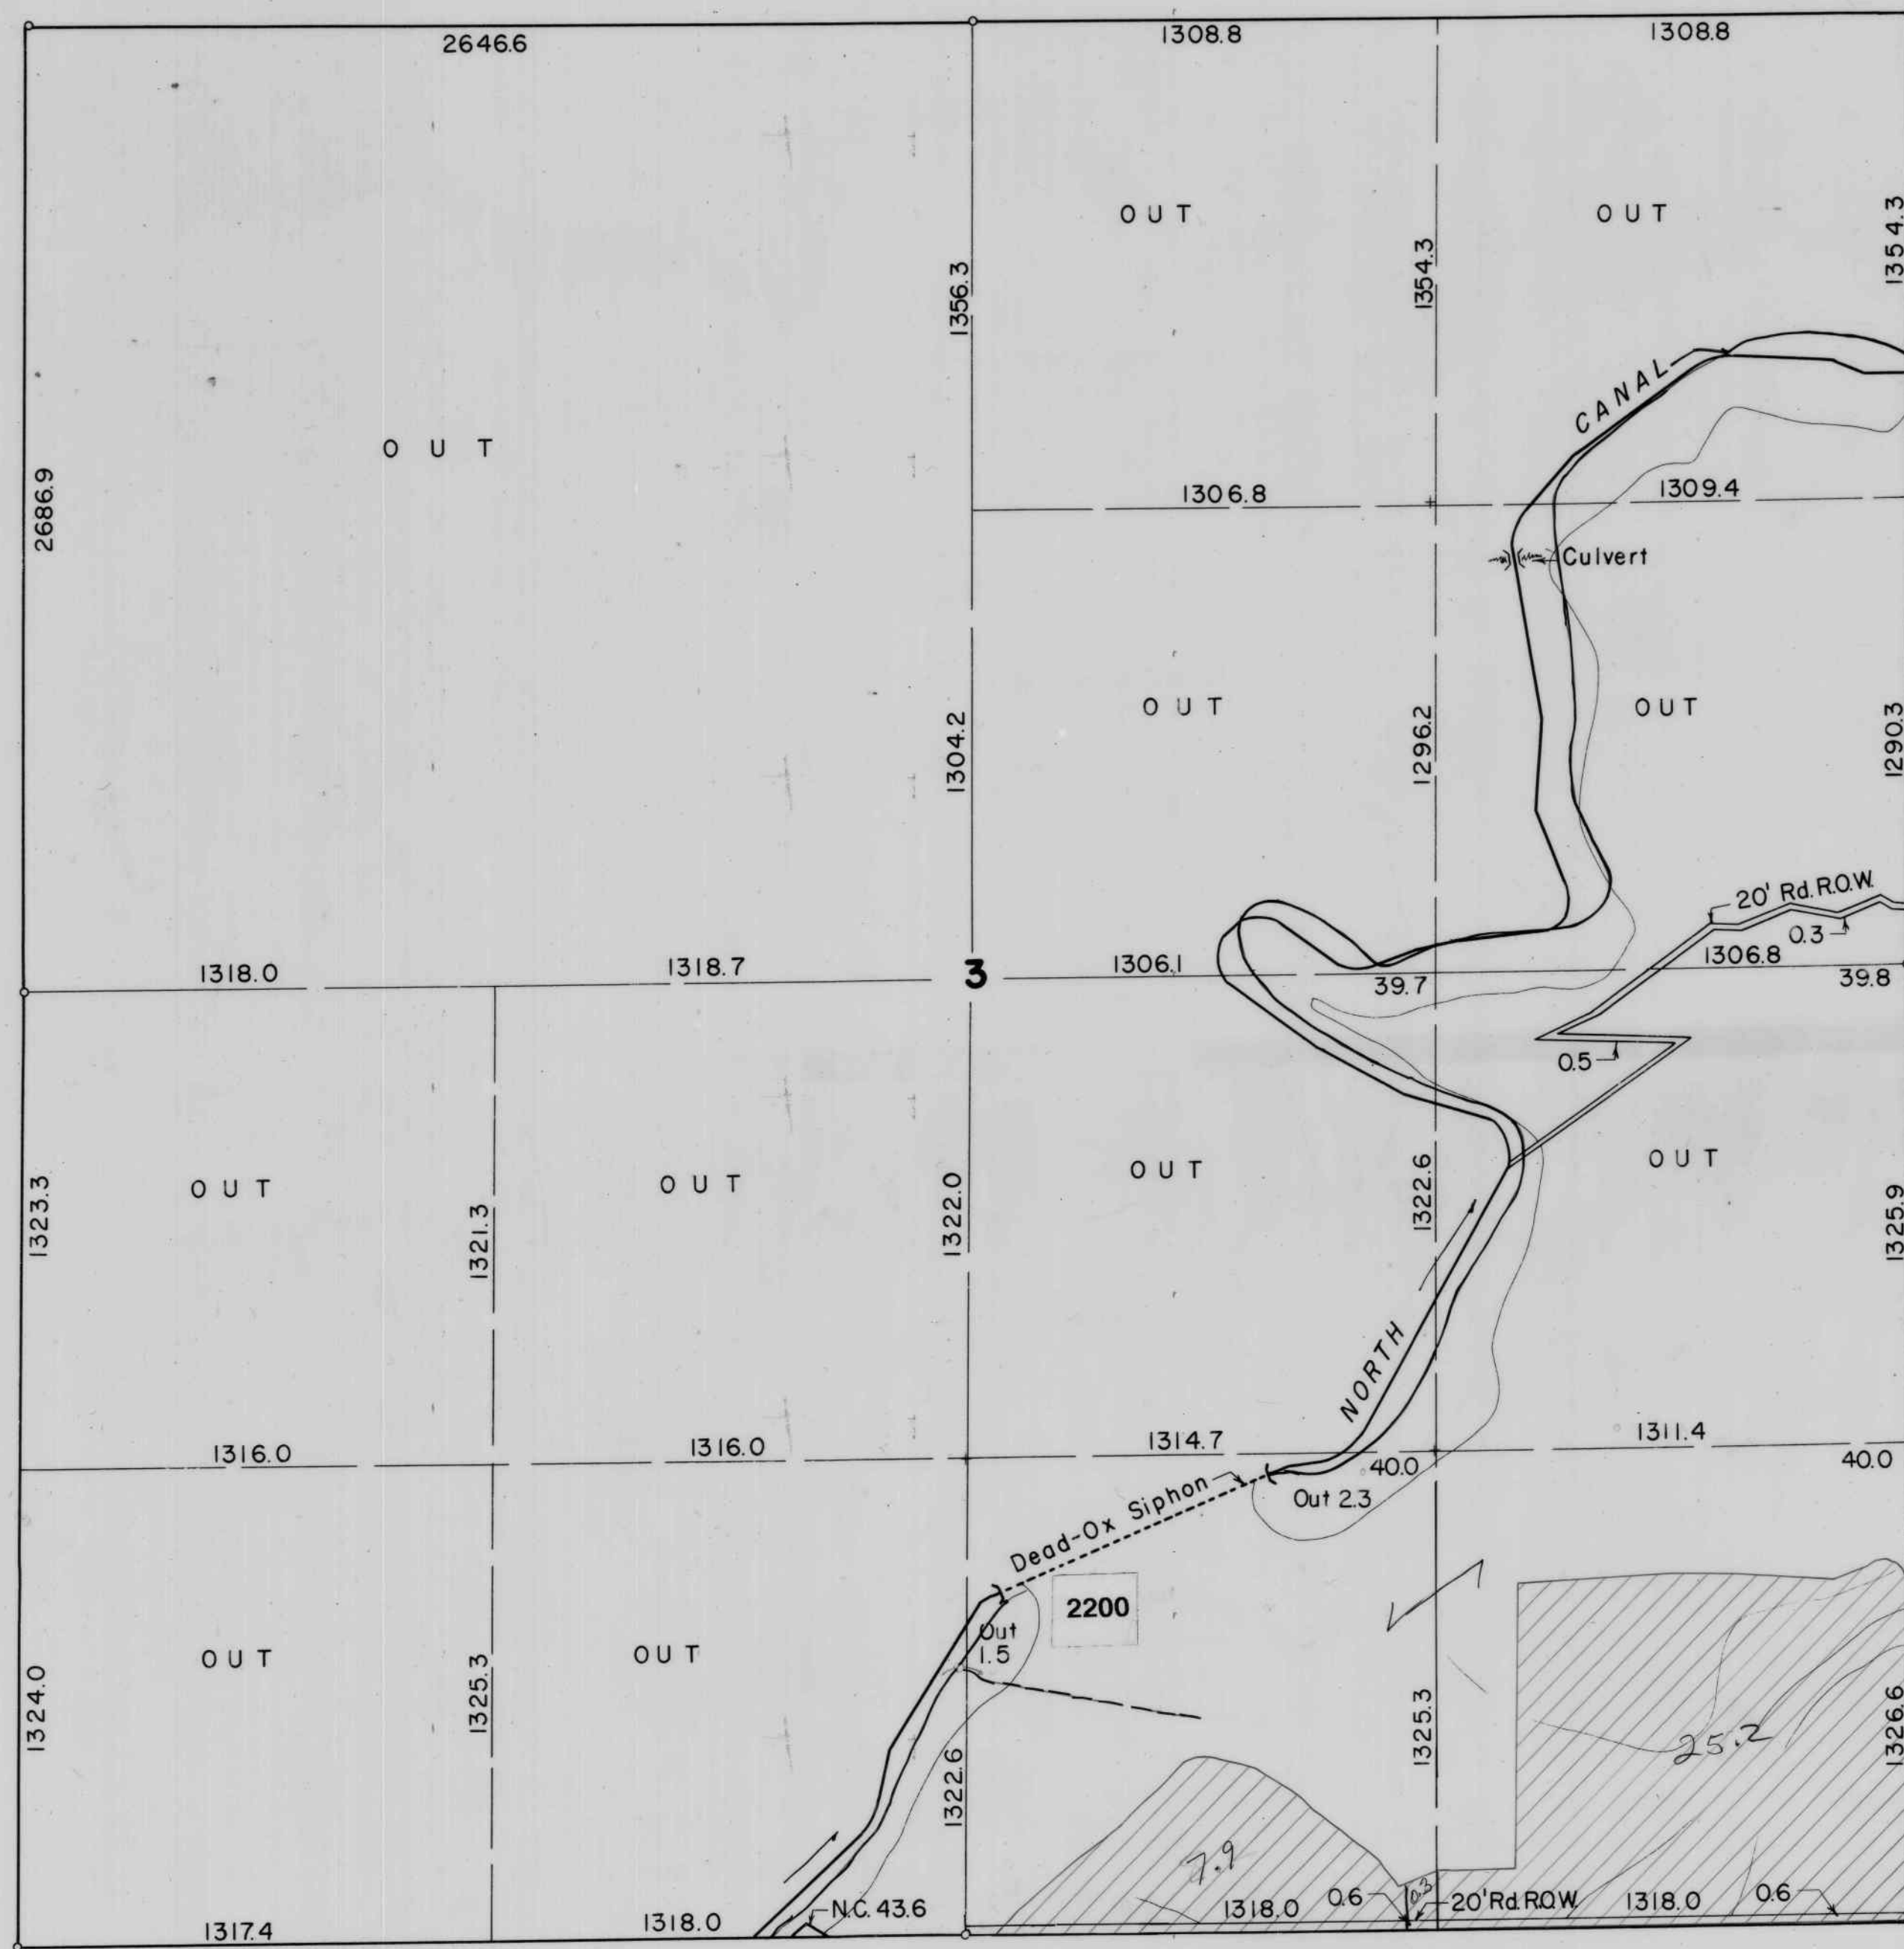 2646.6
1308.8
1308.8
OUT
OUT
1354.3
1356.3
1354.3
CANAL
OUT
2686.9
1306.8
1309.4
Culvert
OUT
OUT
1304.2
1296.2
1290.3
20' Rd. R.O.W.
0.3
1318.0
1318.7
3
1306.1
39.7
1306.8
39.8
0.5
OUT
OUT
OUT
OUT
1323.3
1321.3
1322.0
1322.6
1325.9
NORTH
1316.0
1316.0
1314.7
40.0
1311.4
40.0
Dead-Ox Siphon
Out 2.3
2200
Out
1.5
OUT
OUT
1324.0
1325.3
1322.6
1325.3
1326.6
25.2
7.9
0.3
N.C. 43.6
1317.4
1318.0
1318.0
0.6
20' Rd. R.O.W.
1318.0
0.6